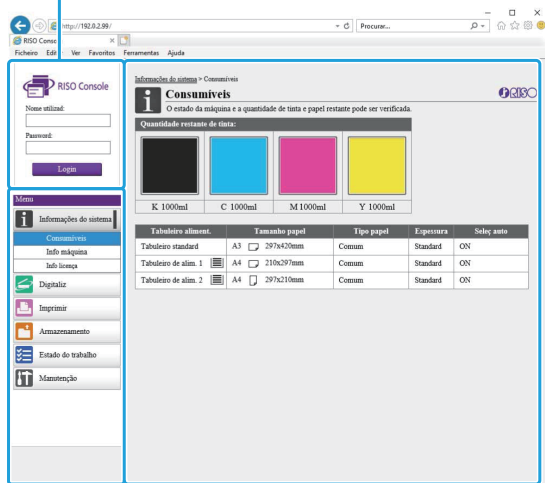 http://192.0.2.99/
Procurar...
RISO Conso
Ficheiro Edit Ver Favoritos Ferramentas Ajuda
RISO Console
Nome utilizad:
Password:
Login
Menu
Informações do sistema
Consumíveis
Info máquina
Info licença
Digitaliz
Imprimir
Armazenamento
Estado do trabalho
Manutenção
Informações do sistema > Consumíveis
Consumíveis
RISO
O estado da máquina e a quantidade de tinta e papel restante pode ser verificada.
Quantidade restante de tinta:
K 1000ml C 1000ml M 1000ml Y 1000ml
Tabuleiro aliment. Tamanho papel Tipo papel Espessura Seleç auto
Tabuleiro standard A3 297x420mm Comum Standard ON
Tabuleiro de alim. 1 A4 210x297mm Comum Standard ON
Tabuleiro de alim. 2 A4 297x210mm Comum Standard ON